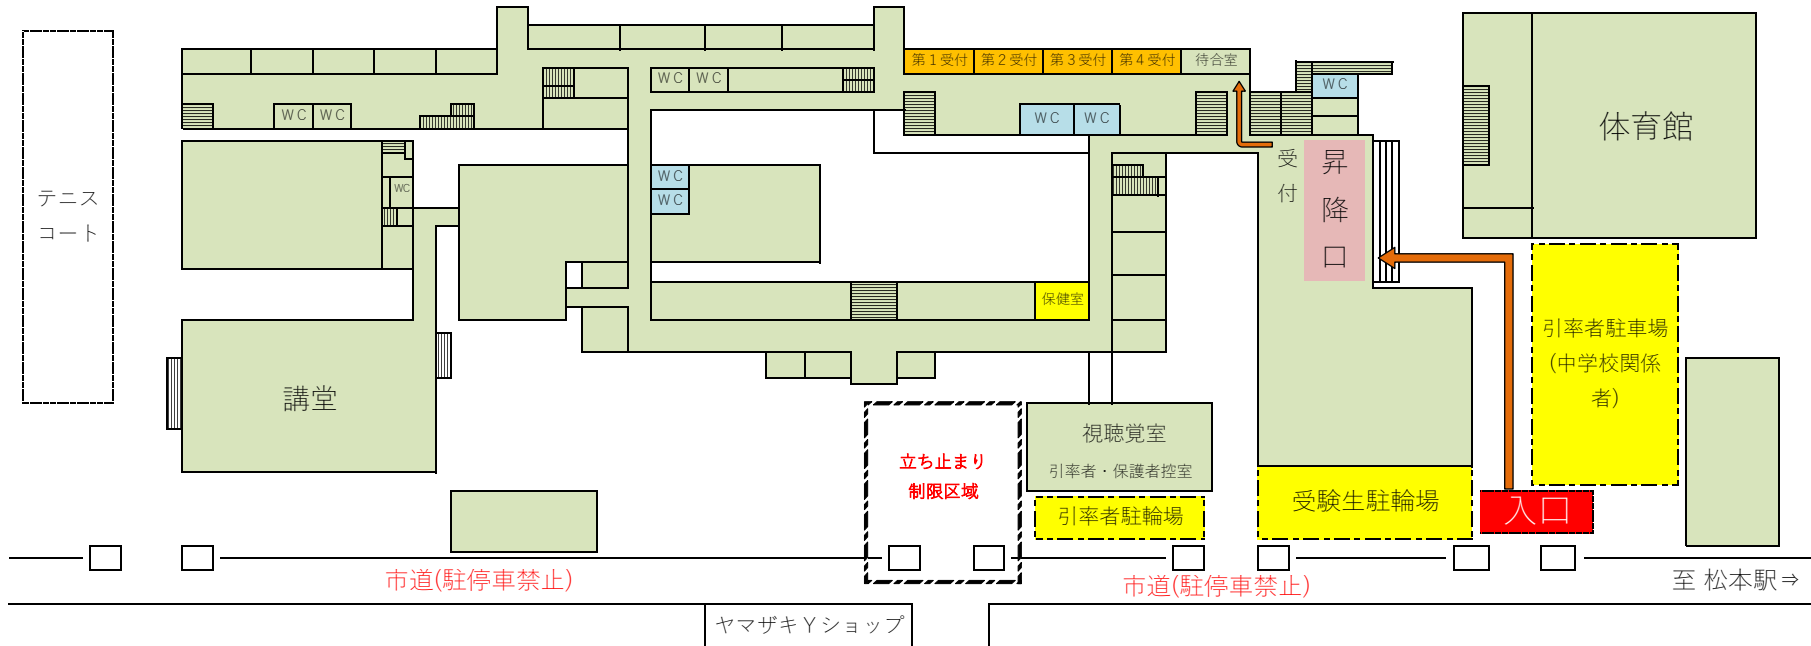 第１受付
第２受付
第３受付
第４受付
待合室
ＷＣ
ＷＣ
ＷＣ
ＷＣ
ＷＣ
ＷＣ
ＷＣ
体育館
受付
昇降口
ＷＣ
ＷＣ
WC
テニス
コート
保健室
引率者駐車場
(中学校関係
者)
講堂
視聴覚室
引率者・保護者控室
立ち止まり
制限区域
引率者駐輪場
受験生駐輪場
入口
市道(駐停車禁止)
市道(駐停車禁止)
至 松本駅⇒
ヤマザキＹショップ